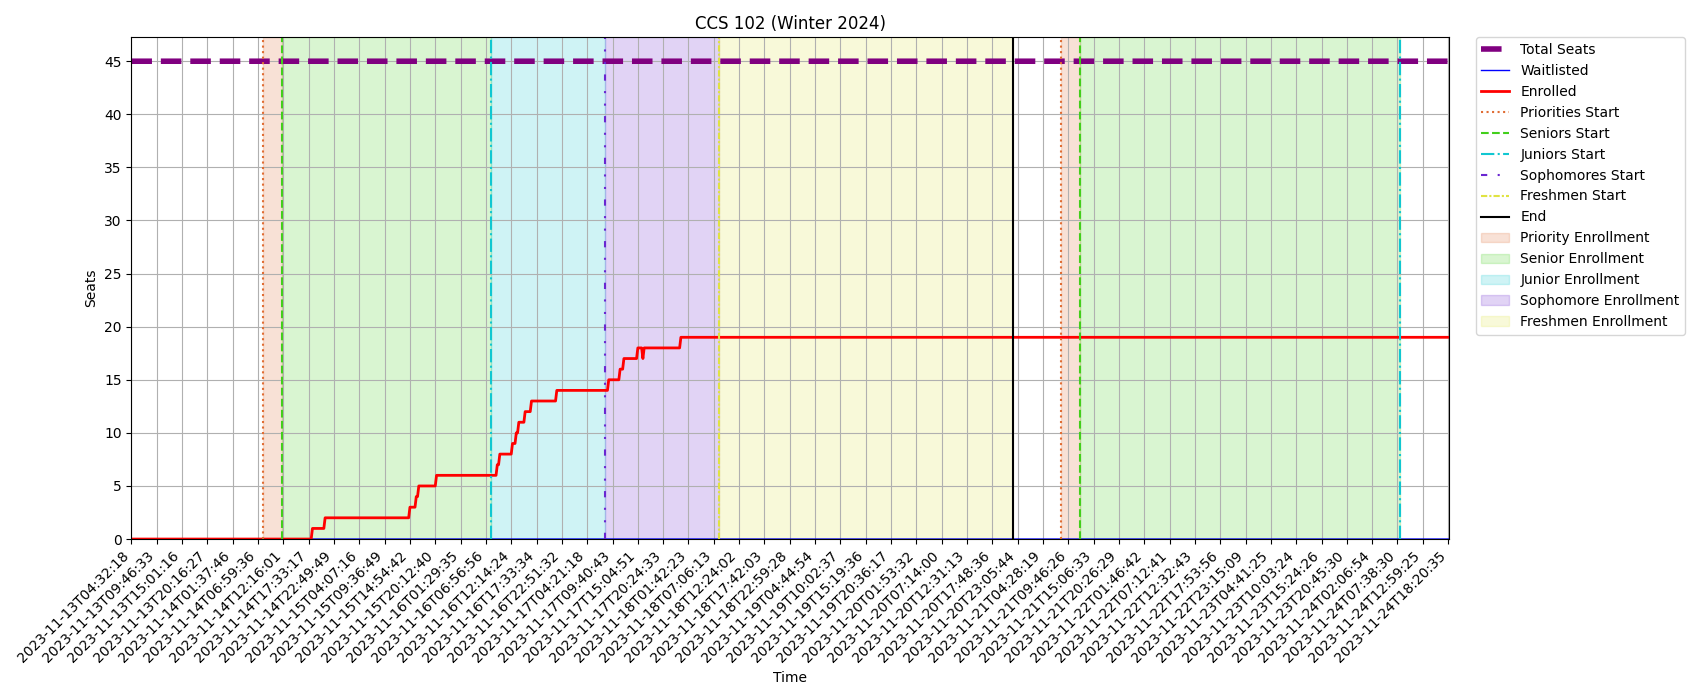 CCS 102 (Winter 2024)
Seats
45
40
35
30
25
20
15
10
5
0
2023-11-13T04:32:18
2023-11-13T09:46:33
2023-11-13T15:01:16
2023-11-13T20:16:27
2023-11-14T01:37:46
2023-11-14T06:59:36
2023-11-14T12:16:01
2023-11-14T17:33:17
2023-11-14T22:49:49
2023-11-15T04:07:16
2023-11-15T09:36:49
2023-11-15T14:54:42
2023-11-15T20:12:40
2023-11-16T01:29:35
2023-11-16T06:56:56
2023-11-16T12:14:24
2023-11-16T17:33:34
2023-11-16T22:51:32
2023-11-17T04:21:18
2023-11-17T09:40:43
2023-11-17T15:04:51
2023-11-17T20:24:33
2023-11-18T01:42:23
2023-11-18T07:06:13
2023-11-18T12:24:02
2023-11-18T17:42:03
2023-11-18T22:59:28
2023-11-19T04:44:54
2023-11-19T10:02:37
2023-11-19T15:19:36
2023-11-19T20:36:17
2023-11-20T01:53:32
2023-11-20T07:14:00
2023-11-20T12:31:13
2023-11-20T17:48:36
2023-11-20T23:05:44
2023-11-21T04:28:19
2023-11-21T09:46:26
2023-11-21T15:06:33
2023-11-21T20:26:29
2023-11-22T01:46:42
2023-11-22T07:12:41
2023-11-22T12:32:43
2023-11-22T17:53:56
2023-11-22T23:15:09
2023-11-23T04:41:25
2023-11-23T10:03:24
2023-11-23T15:24:26
2023-11-23T20:45:30
2023-11-24T02:06:54
2023-11-24T07:38:30
2023-11-24T12:59:25
2023-11-24T18:20:35
Time
Total Seats
Waitlisted
Enrolled
Priorities Start
Seniors Start
Juniors Start
Sophomores Start
Freshmen Start
End
Priority Enrollment
Senior Enrollment
Junior Enrollment
Sophomore Enrollment
Freshmen Enrollment